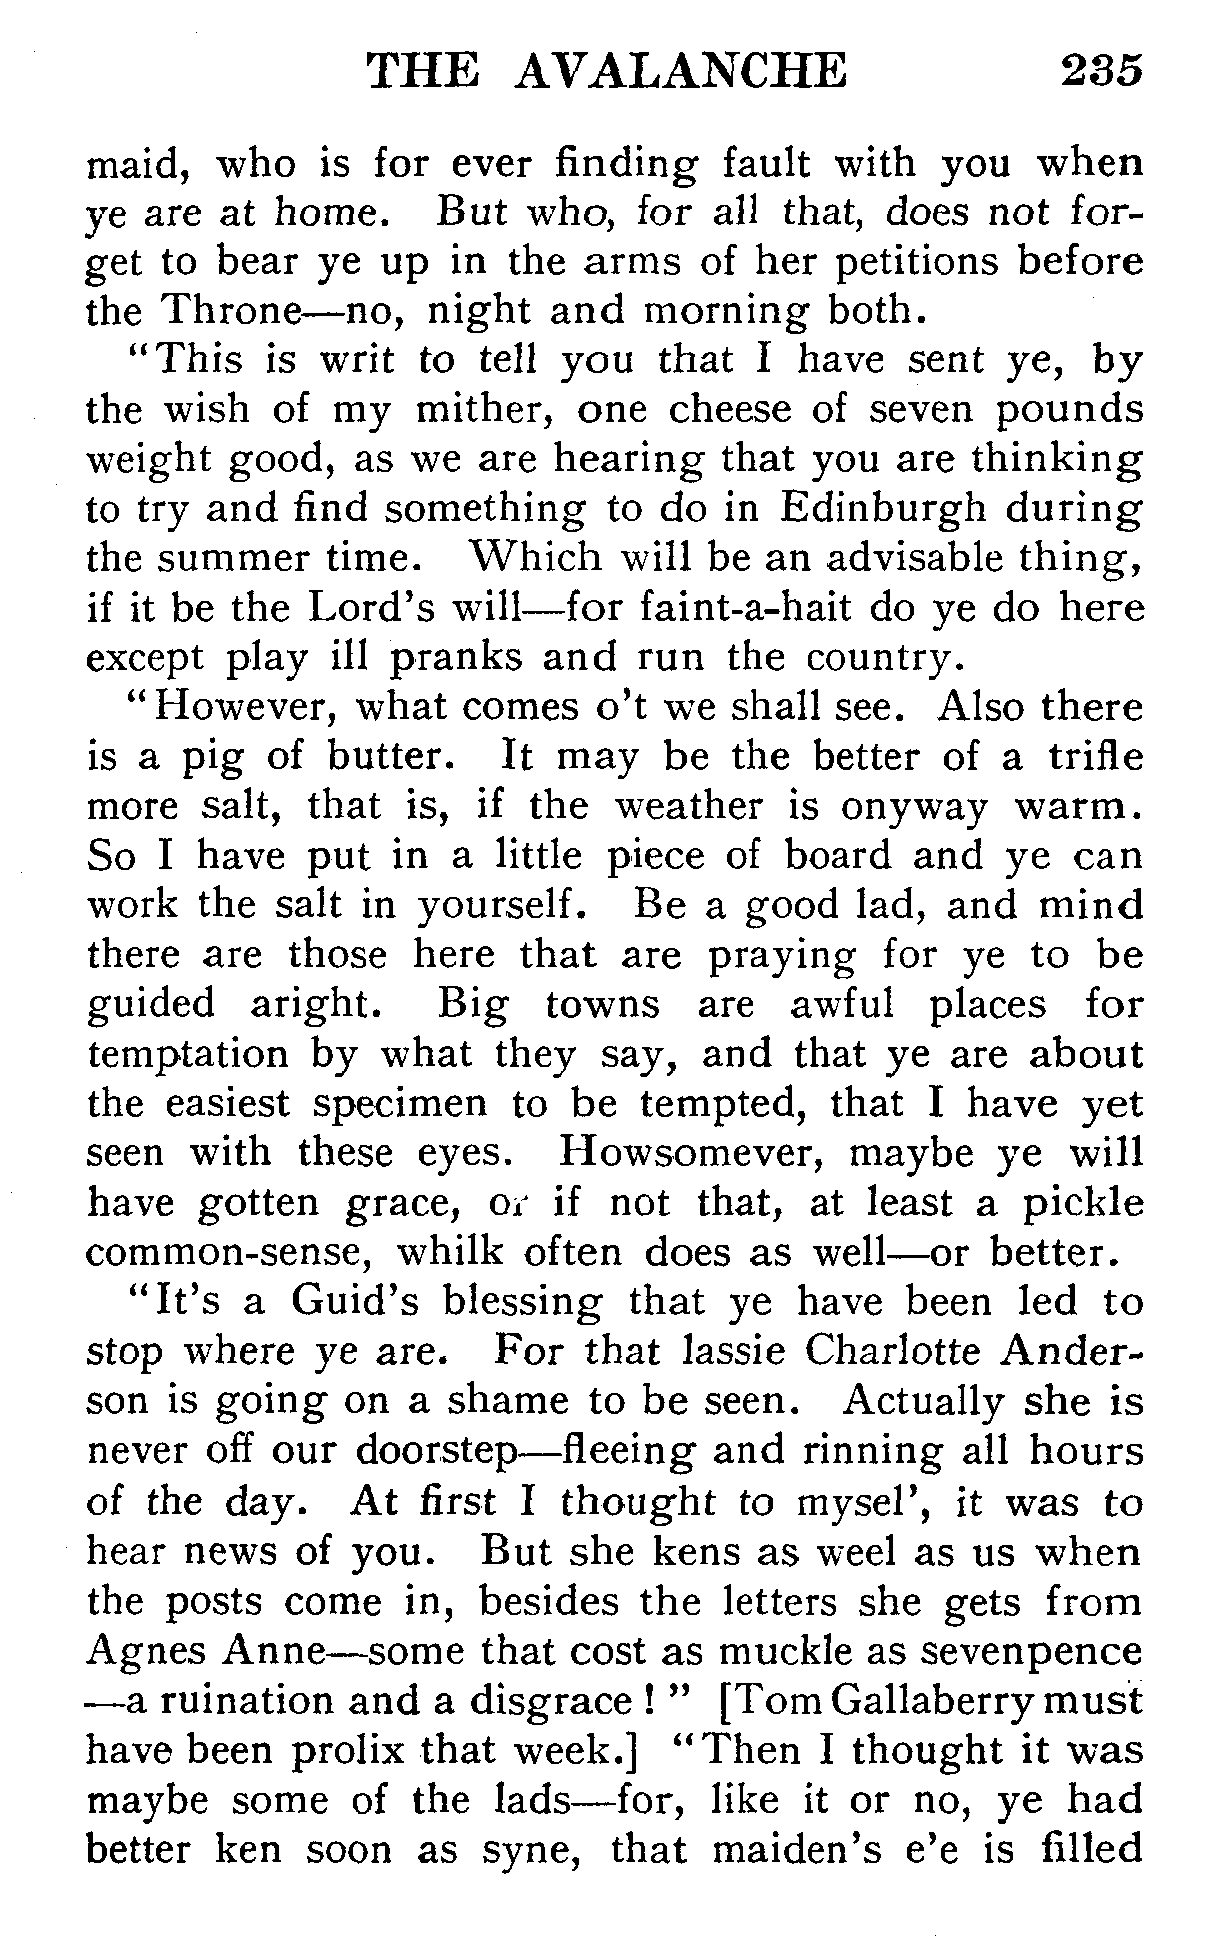 THE AVALANCHE 235
maid, who is for ever finding fault with you when
ye are at home. But who, for all that, does not for-
get to bear ye up in the arms of her petitions before
the Throne—no, night and morning both.
“This is writ to tell you that I have sent ye, by
the wish of my mither, one cheese of seven pounds
weight good, as we are hearing that you are thinking
to try and find something to do in Edinburgh during
the summer time. Which will be an advisable thing,
if it be the Lord’s will—for faint-a-hait do ye do here
except play ill pranks and run the country.
“However, what comes o’t we shall see. Also there
is a pig of butter. It may be the better of a trifle
more salt, that is, if the weather is onyway warm.
So I have put in a little piece of board and ye can
work the salt in yourself. Be a good lad, and mind
there are those here that are praying for ye to be
guided aright. Big towns are awful places for
temptation by what they say, and that ye are about
the easiest specimen to be tempted, that I have yet
seen with these eyes. Howsomever, maybe ye will
have gotten grace, or if not that, at least a pickle
common-sense, whilk often does as well—or better.
“It’s a Guid’s blessing that ye have been led to
stop where ye are. For that lassie Charlotte Ander-
son is going on a shame to be seen. Actually she is
never off our doorstep—fleeing and rinning all hours
of the day. At first I thought to mysel’, it was to
hear news of you. But she kens as weel as us when
the posts come in, besides the letters she gets from
Agnes Anne—some that cost as muckle as sevenpence
—a ruination and a disgrace!” [Tom Gallaberry must
have been prolix that week.] “Then I thought it was
maybe some of the lads—for, like it or no, ye had
better ken soon as syne, that maiden’s e’e is filled